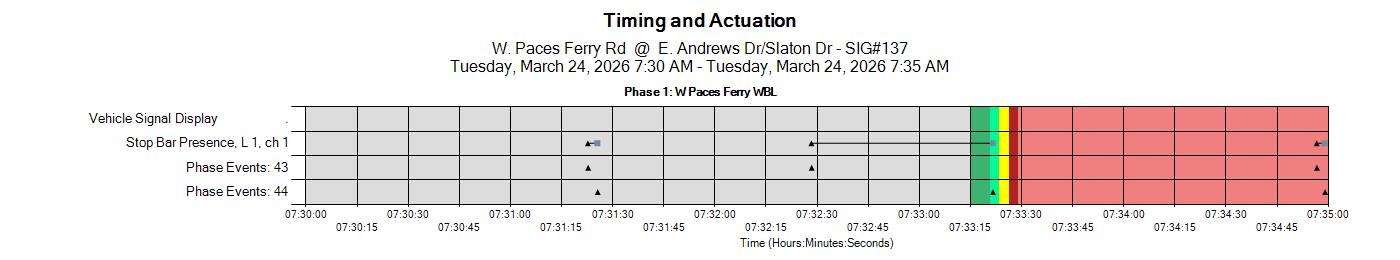 Timing and Actuation
W. Paces Ferry Rd @ E. Andrews Dr/Slaton Dr - SIG#137
Tuesday, March 24, 2026 7:30 AM - Tuesday, March 24, 2026 7:35 AM
Phase 1: W Paces Ferry WBL
Vehicle Signal Display .
Stop Bar Presence, L 1, ch 1
Phase Events: 43
Phase Events: 44
07:30:00 07:30:30 07:31:00 07:31:30 07:32:00 07:32:30 07:33:00 07:33:30 07:34:00 07:34:30 07:35:00
07:30:15 07:30:45 07:31:15 07:31:45 07:32:15 07:32:45 07:33:15 07:33:45 07:34:15 07:34:45
Time (Hours:Minutes:Seconds)